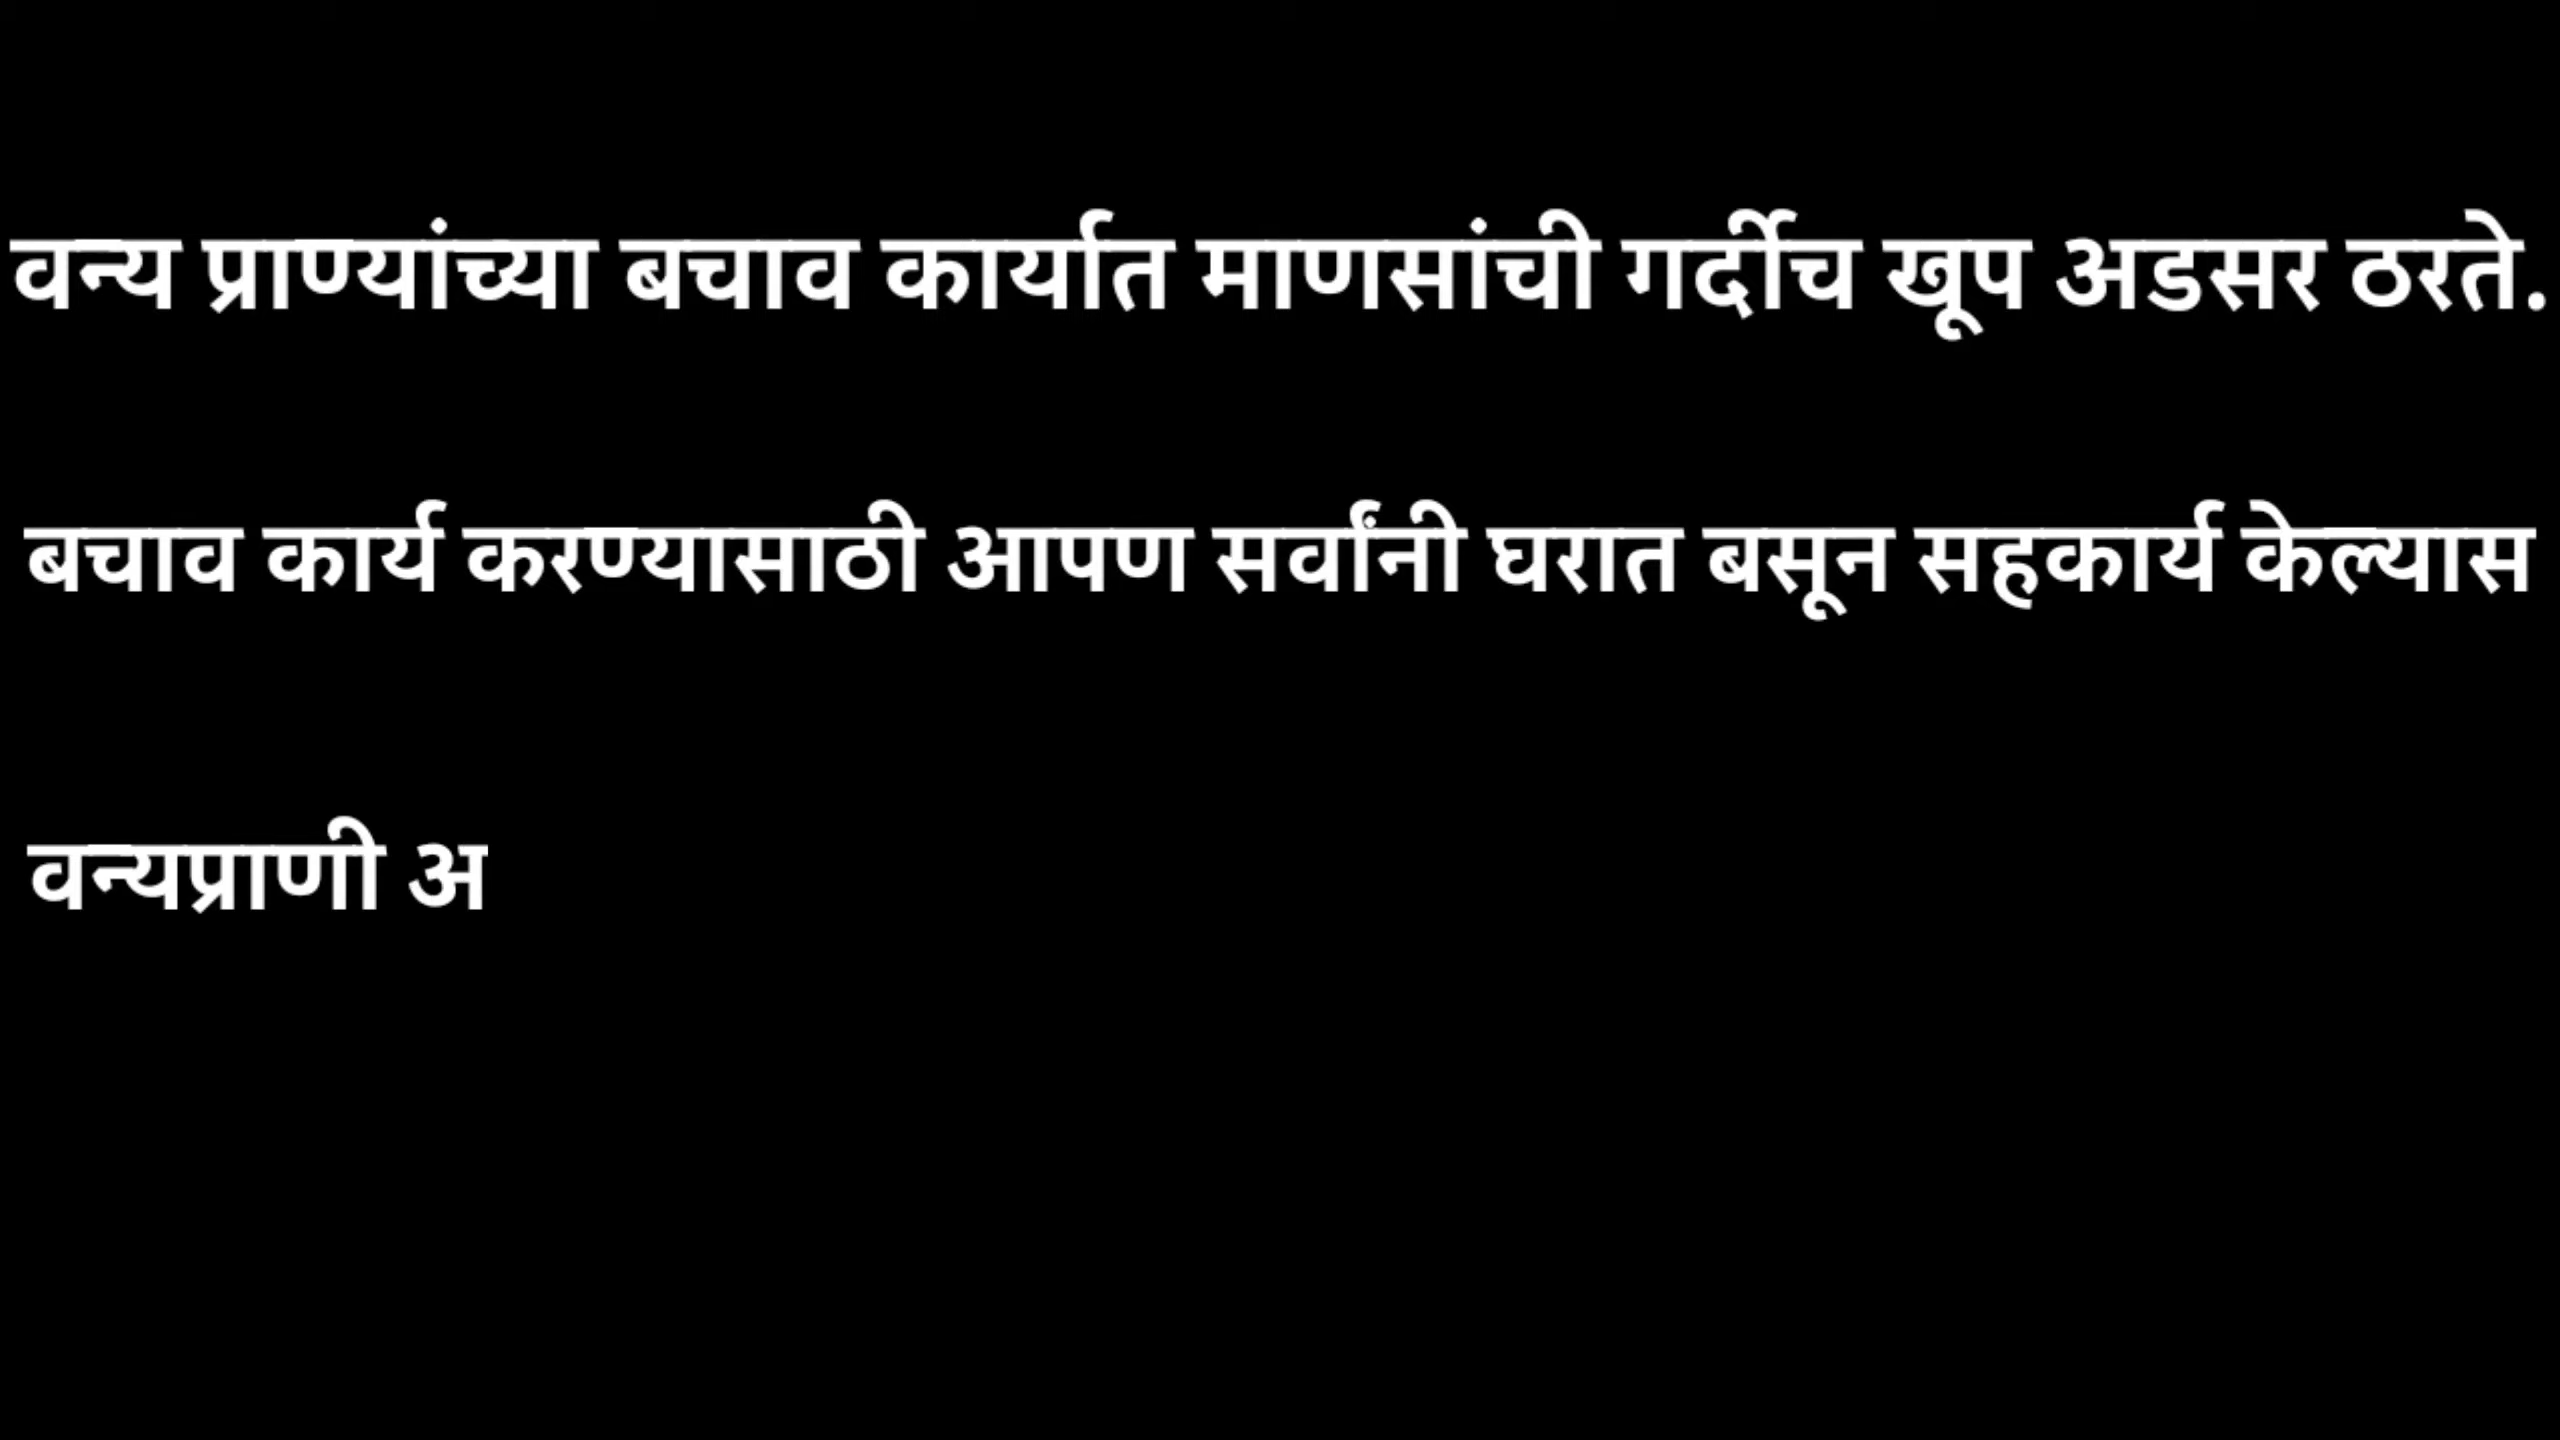 वन्य प्राण्यांच्या बचाव कार्यात माणसांची गर्दीच खूप अडसर ठरते.
बचाव कार्य करण्यासाठी आपण सर्वांनी घरात बसून सहकार्य केल्यास
वन्यप्राणी अ